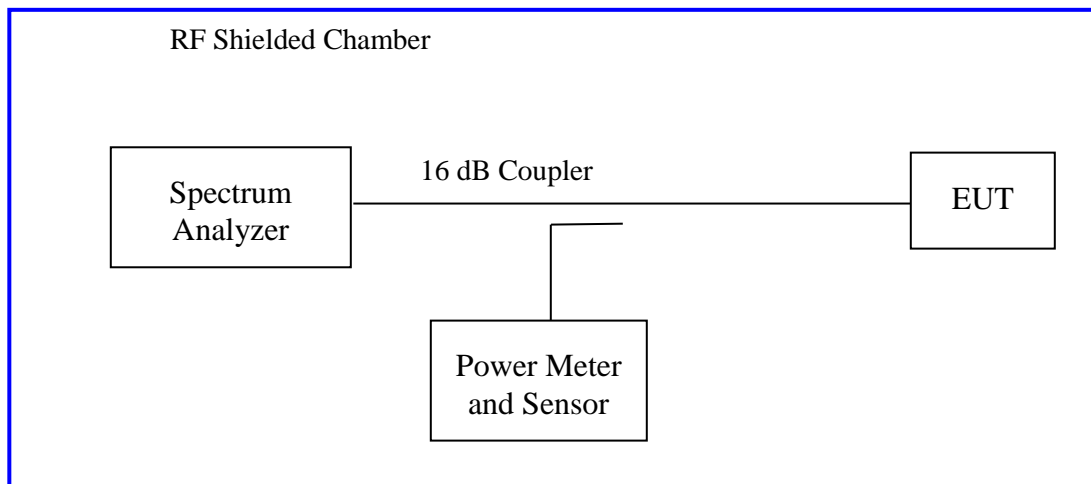 RF Shielded Chamber
16 dB Coupler
Spectrum
Analyzer
EUT
Power Meter
and Sensor